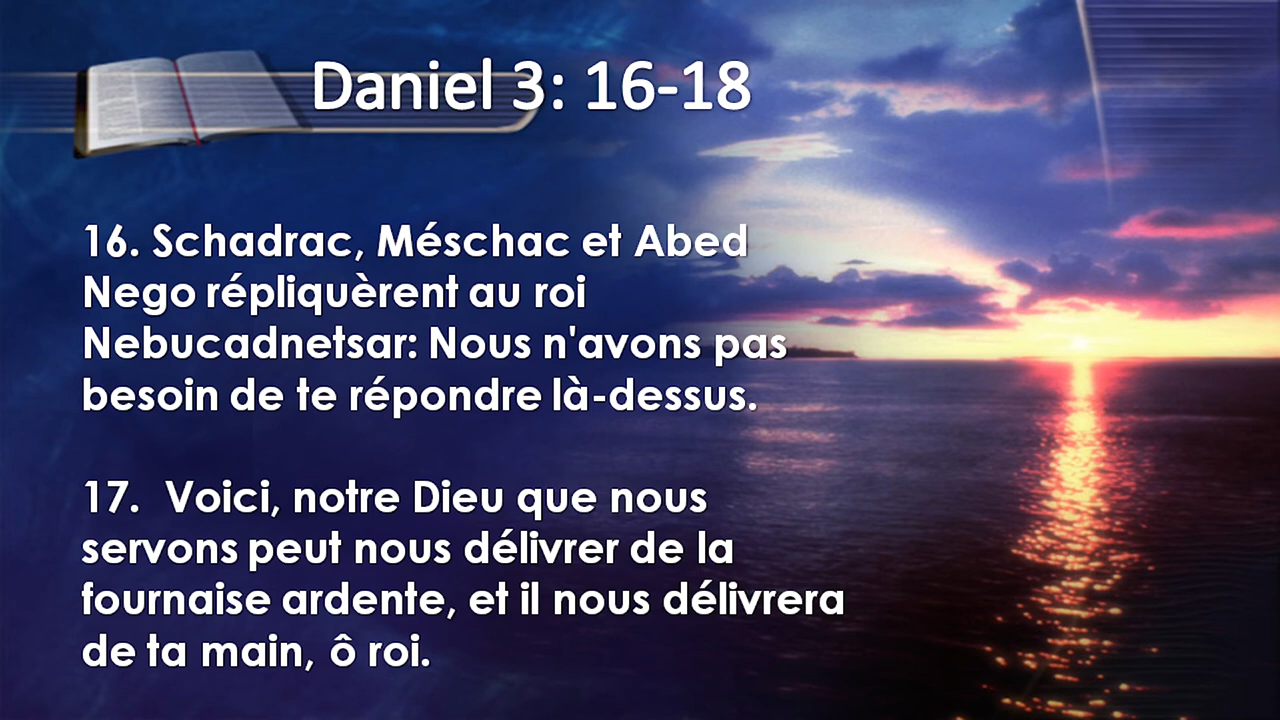 Daniel 3: 16-18
16. Schadrac, Méschac et Abed
Nego répliquèrent au roi
Nebucadnetsar: Nous n'avons pas
besoin de te répondre là-dessus.
17. Voici, notre Dieu que nous
servons peut nous délivrer de la
fournaise ardente, et il nous délivrera
de ta main, ô roi.